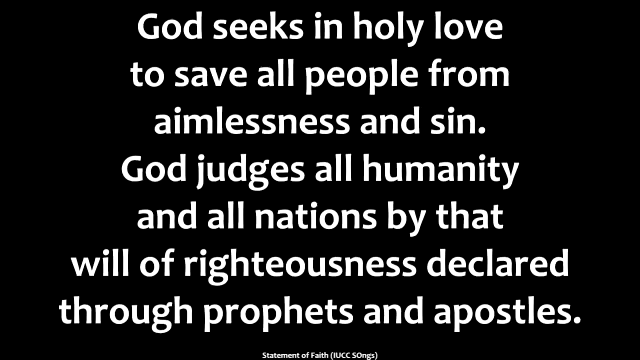 God seeks in holy love
to save all people from
aimlessness and sin.
God judges all humanity
and all nations by that
will of righteousness declared
through prophets and apostles.
Statement of Faith (IUCC SOngs)